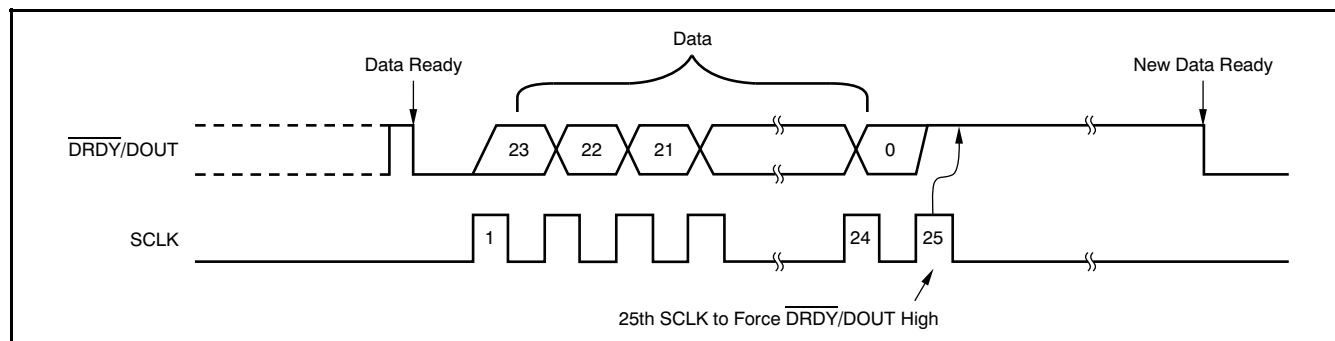 Data
Data Ready
New Data Ready
DRDY/DOUT
23 22 21 0
SCLK
1 24 25
25th SCLK to Force DRDY/DOUT High